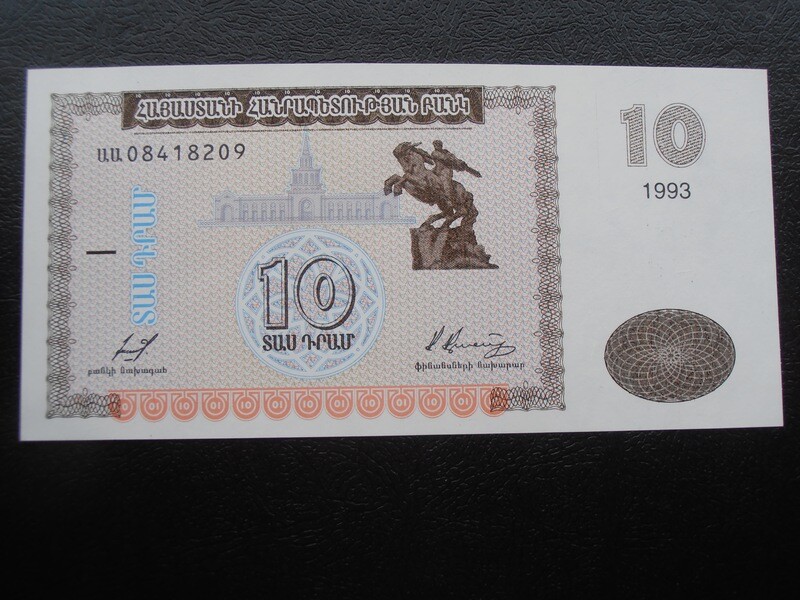 ՀԱՅԱՍՏԱՆԻ ՀԱՆՐԱՊԵՏՈՒԹՅԱՆ ԲԱՆԿ
ԱԱ 08418209
10
1993
ՏԱՍ ԴՐԱՄ
10
ՏԱՍ ԴՐԱՄ
բանկի նախագահ
ֆինանսների նախարար